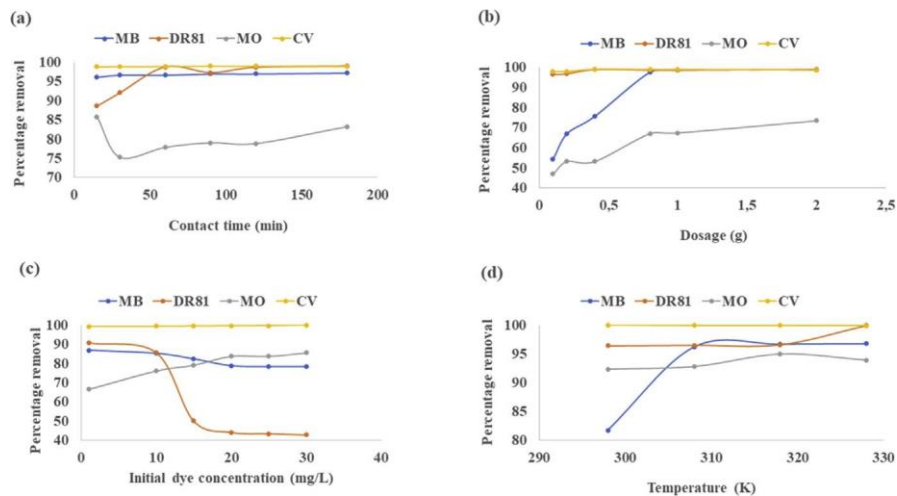 (a)
MB DR81 MO CV
Percentage removal
100
95
90
85
80
75
70
0 50 100 150 200
Contact time (min)
(b)
MB DR81 MO CV
Percentage removal
100
90
80
70
60
50
40
0 0,5 1 1,5 2 2,5
Dosage (g)
(c)
MB DR81 MO CV
Percentage removal
100
90
80
70
60
50
40
0 10 20 30 40
Initial dye concentration (mg/L)
(d)
MB DR81 MO CV
Percentage removal
100
95
90
85
80
290 300 310 320 330
Temperature (K)